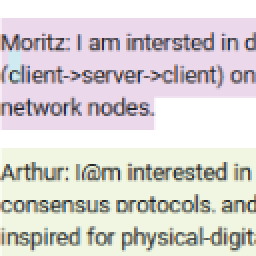 Moritz: I am intersted in d
(client->server->client) on
network nodes.
Arthur: I@m interested in
consensus protocols. and
inspired for physical-digita